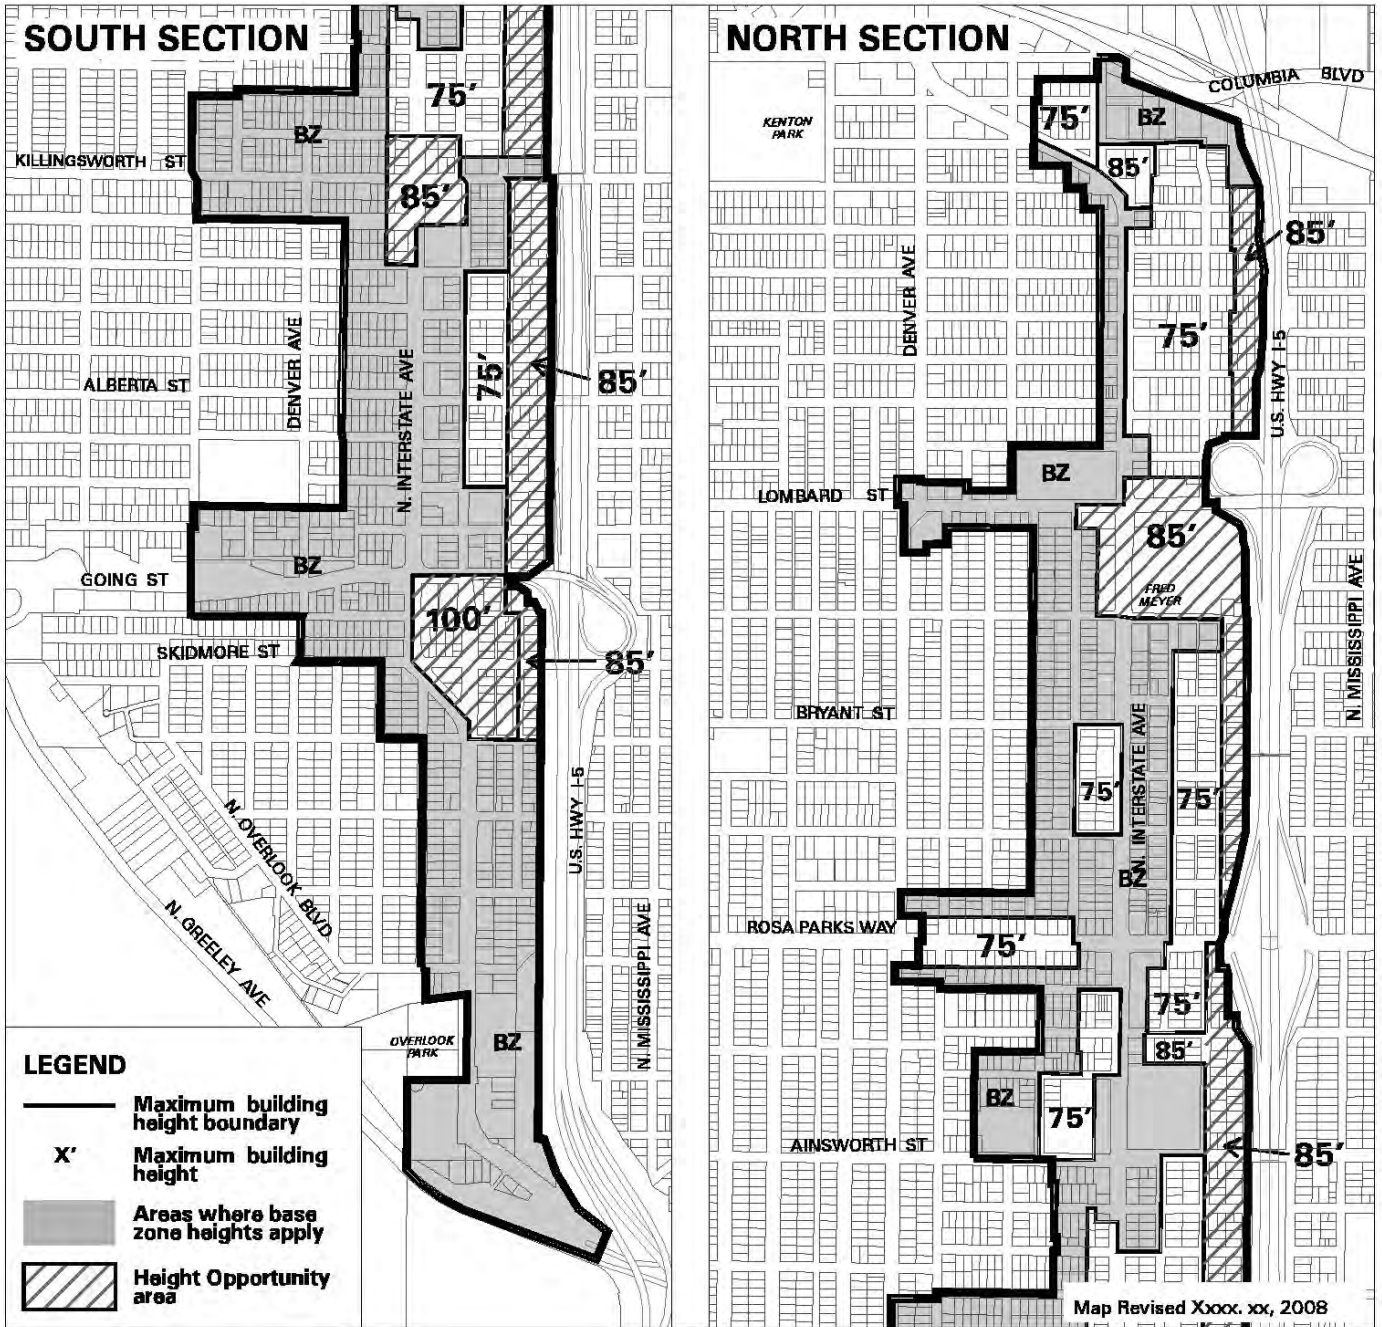 SOUTH SECTION
75'
BZ
KILLINGSWORTH ST
85'
DENVER AVE
N. INTERSTATE AVE
75'
85'
ALBERTA ST
BZ
GOING ST
100'
SKIDMORE ST
85'
N. OVERLOOK BLVD
U.S. HWY I-5
N. GREELEY AVE
N. MISSISSIPPI AVE
OVERLOOK
PARK
BZ
LEGEND
Maximum building
height boundary
X'
Maximum building
height
Areas where base
zone heights apply
Height Opportunity
area
NORTH SECTION
COLUMBIA BLVD
KENTON
PARK
75'
BZ
85'
85'
DENVER AVE
75'
U.S. HWY I-5
BZ
LOMBARD ST
85'
FRED
MEYER
N. MISSISSIPPI AVE
BRYANT ST
N. INTERSTATE AVE
75'
75'
BZ
ROSA PARKS WAY
75'
75'
85'
BZ
75'
AINSWORTH ST
85'
Map Revised Xxxx. xx, 2008